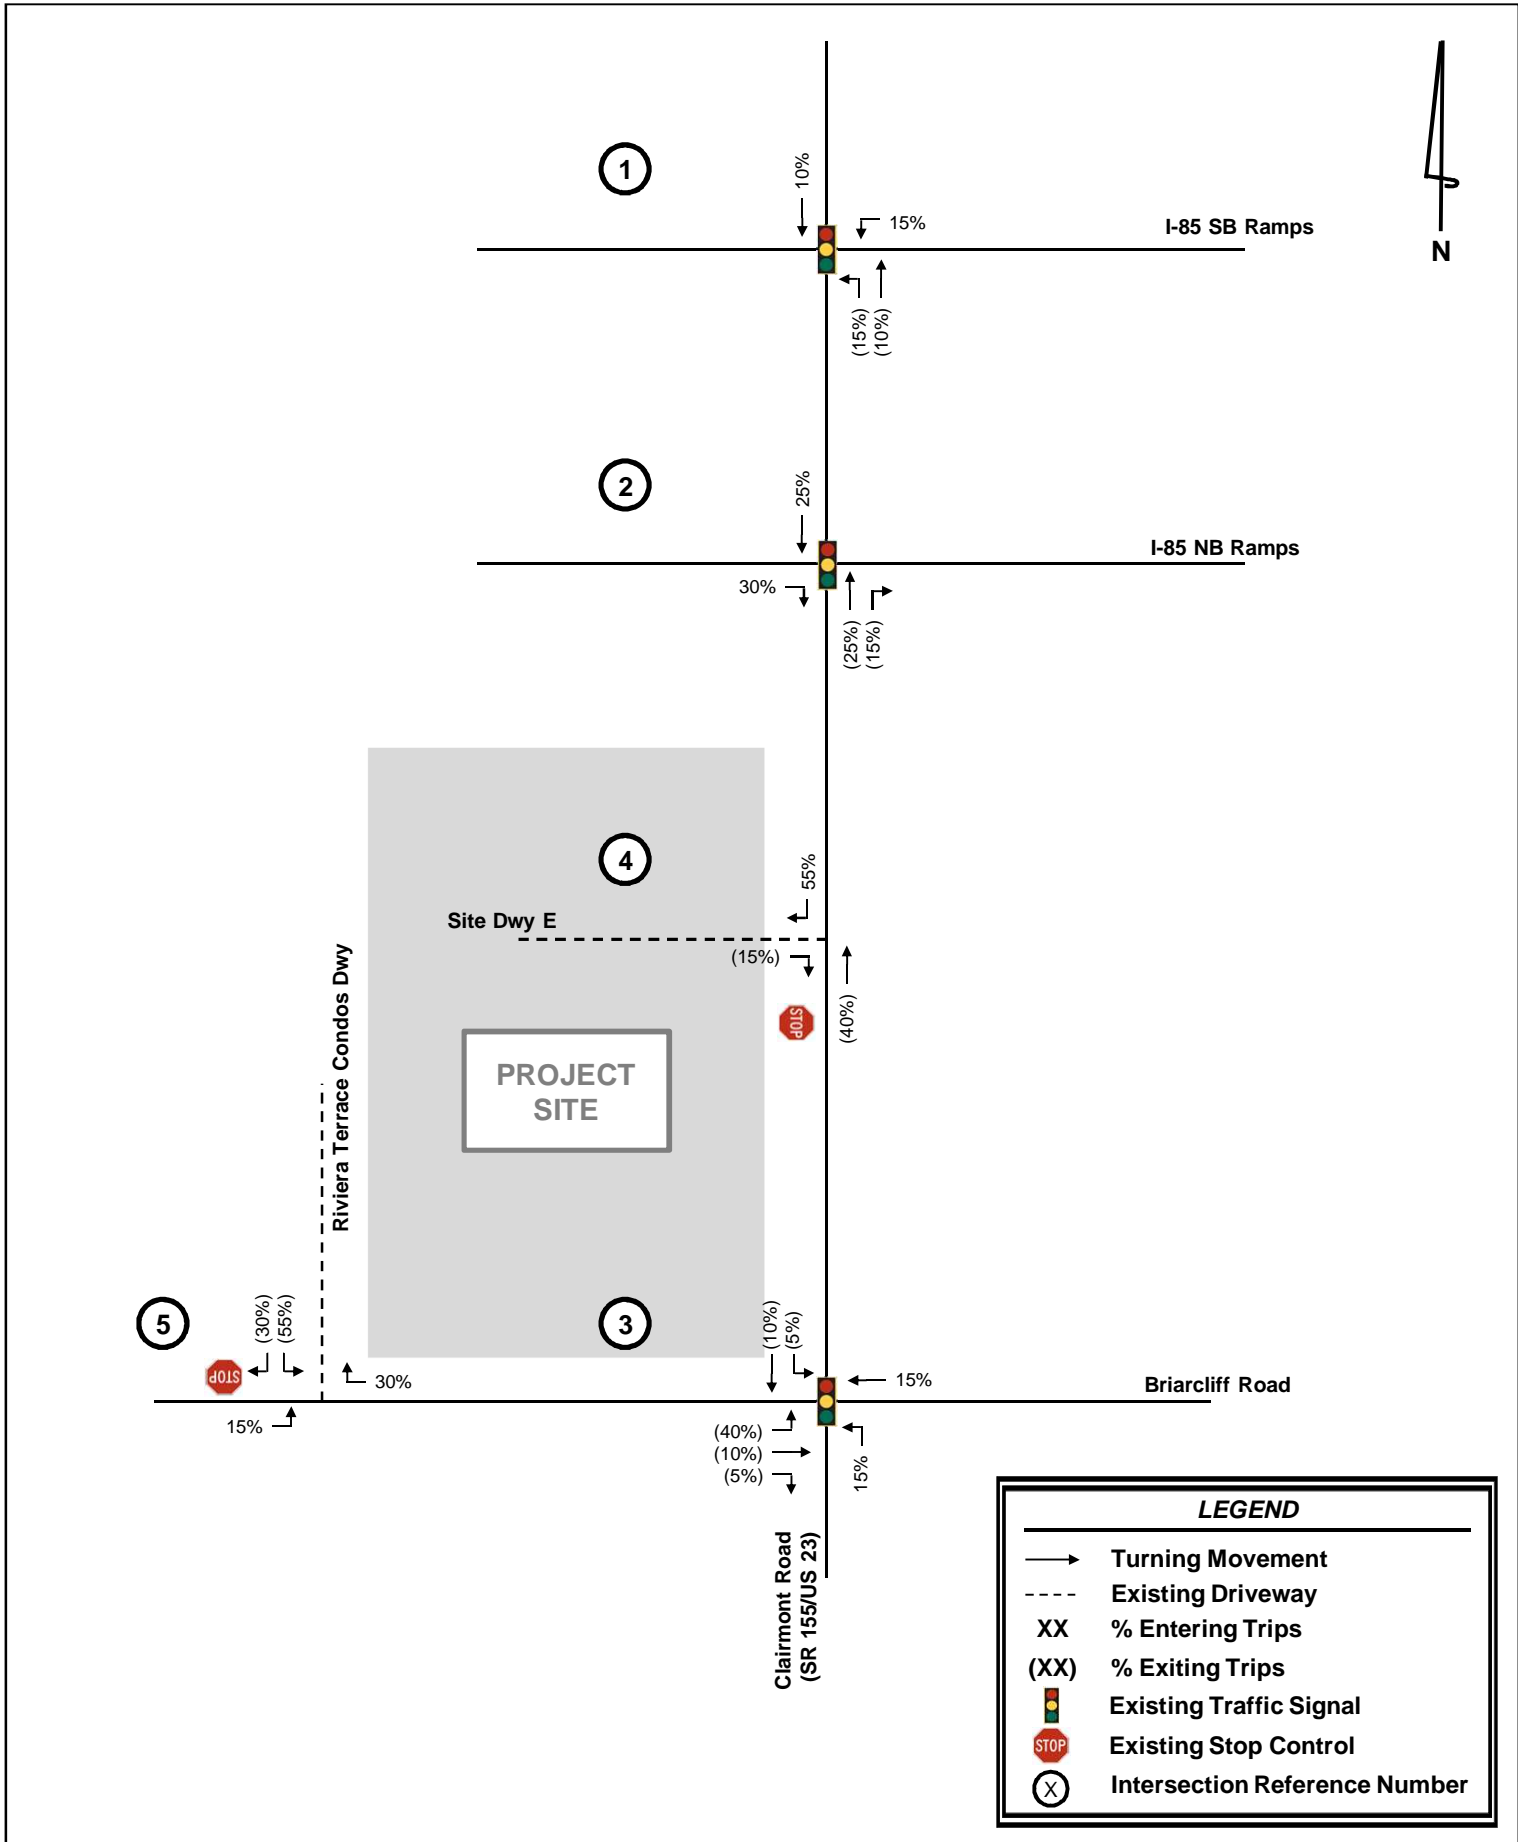 1
10%
15%
I-85 SB Ramps
N
(15%)
(10%)
2
25%
I-85 NB Ramps
30%
(25%)
(15%)
4
55%
Site Dwy E
(15%)
STOP
(40%)
Riviera Terrace Condos Dwy
PROJECT
SITE
5
(30%)
(55%)
3
(10%)
(5%)
STOP
30%
15%
Briarcliff Road
15%
(40%)
(10%)
(5%)
15%
Clairmont Road
(SR 155/US 23)
LEGEND
Turning Movement
Existing Driveway
XX % Entering Trips
(XX) % Exiting Trips
Existing Traffic Signal
STOP Existing Stop Control
X Intersection Reference Number